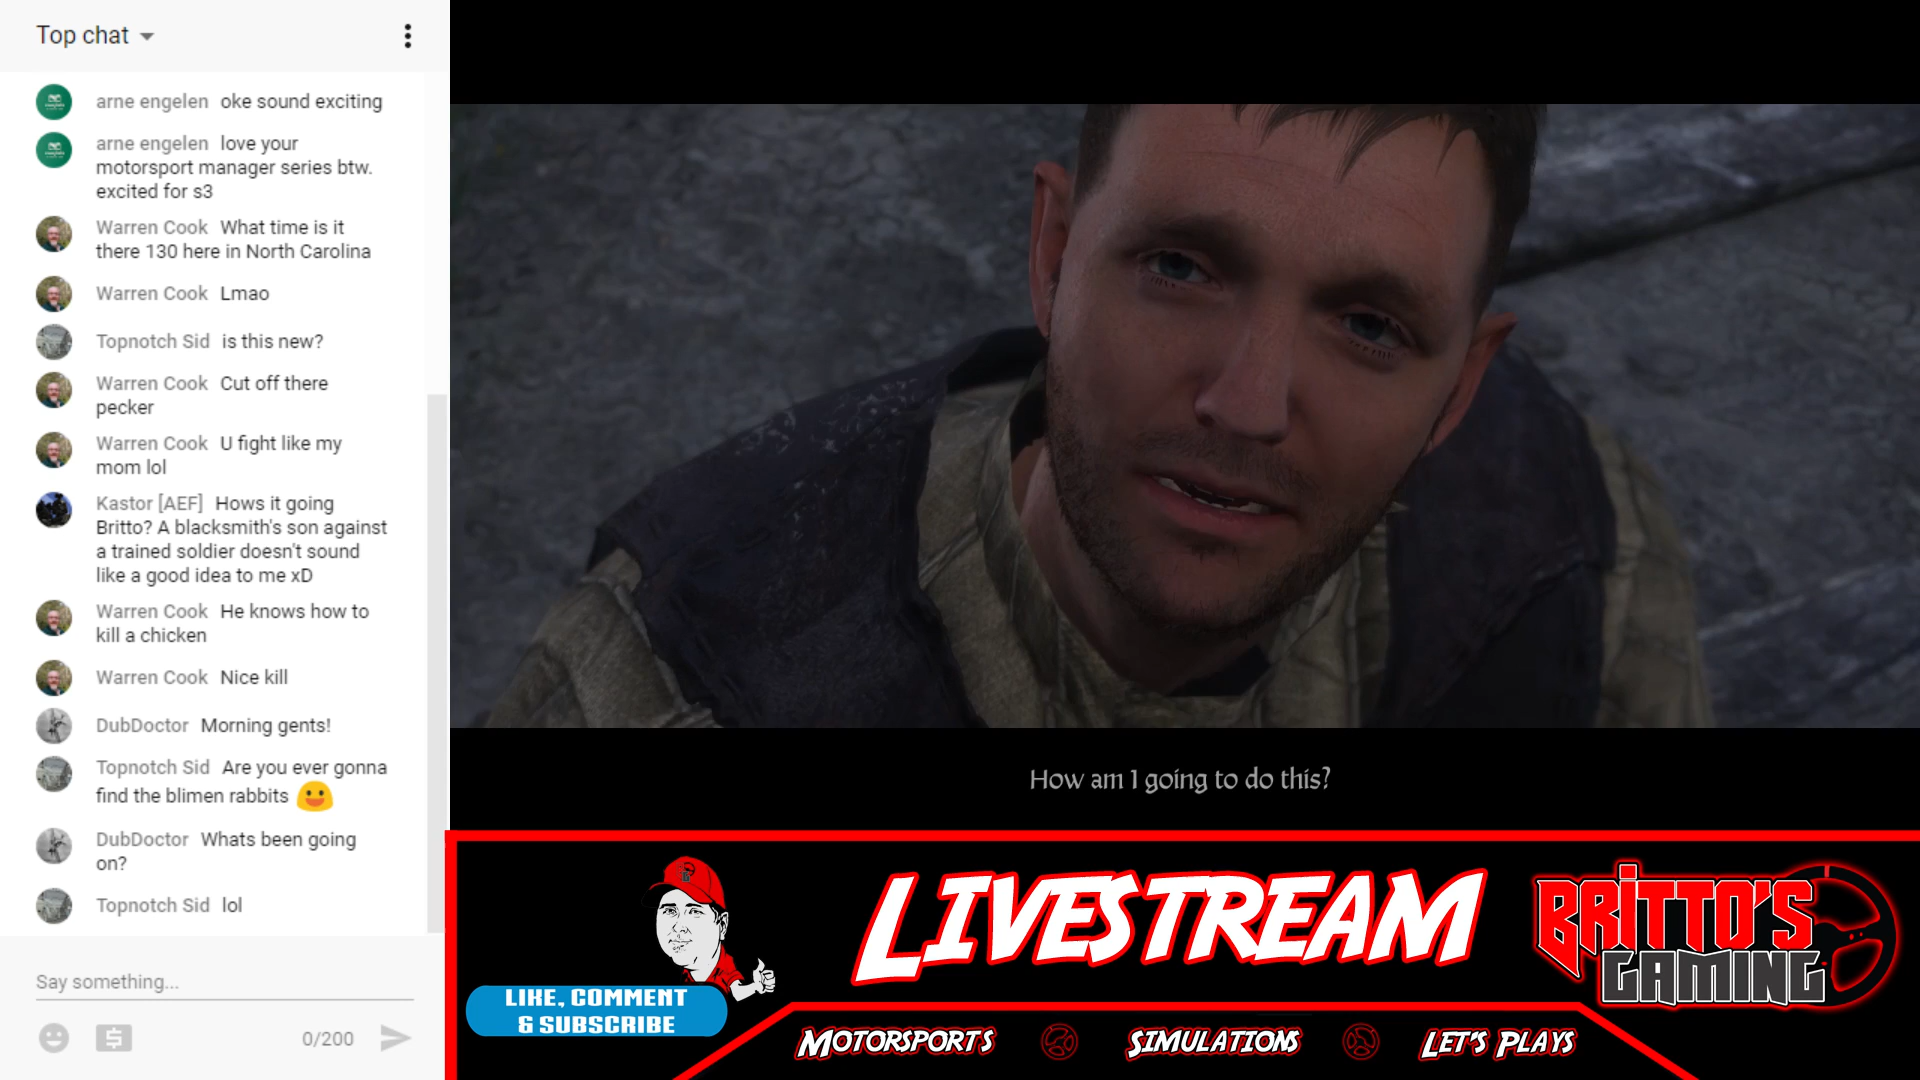 Top chat
arne engelen oke sound exciting
arne engelen love your
motorsport manager series btw.
excited for s3
Warren Cook What time is it
there 130 here in North Carolina
Warren Cook Lmao
Topnotch Sid is this new?
Warren Cook Cut off there
pecker
Warren Cook U fight like my
mom lol
Kastor [AEF] Hows it going
Britto? A blacksmith's son against
a trained soldier doesn't sound
like a good idea to me xD
Warren Cook He knows how to
kill a chicken
Warren Cook Nice kill
DubDoctor Morning gents!
Topnotch Sid Are you ever gonna
find the blimen rabbits
DubDoctor Whats been going
on?
Topnotch Sid lol
Say something...
0/200
How am I going to do this?
LIVESTREAM
BRITTO'S
GAMING
LIKE, COMMENT
& SUBSCRIBE
MOTORSPORTS
SIMULATIONS
LET'S PLAYS